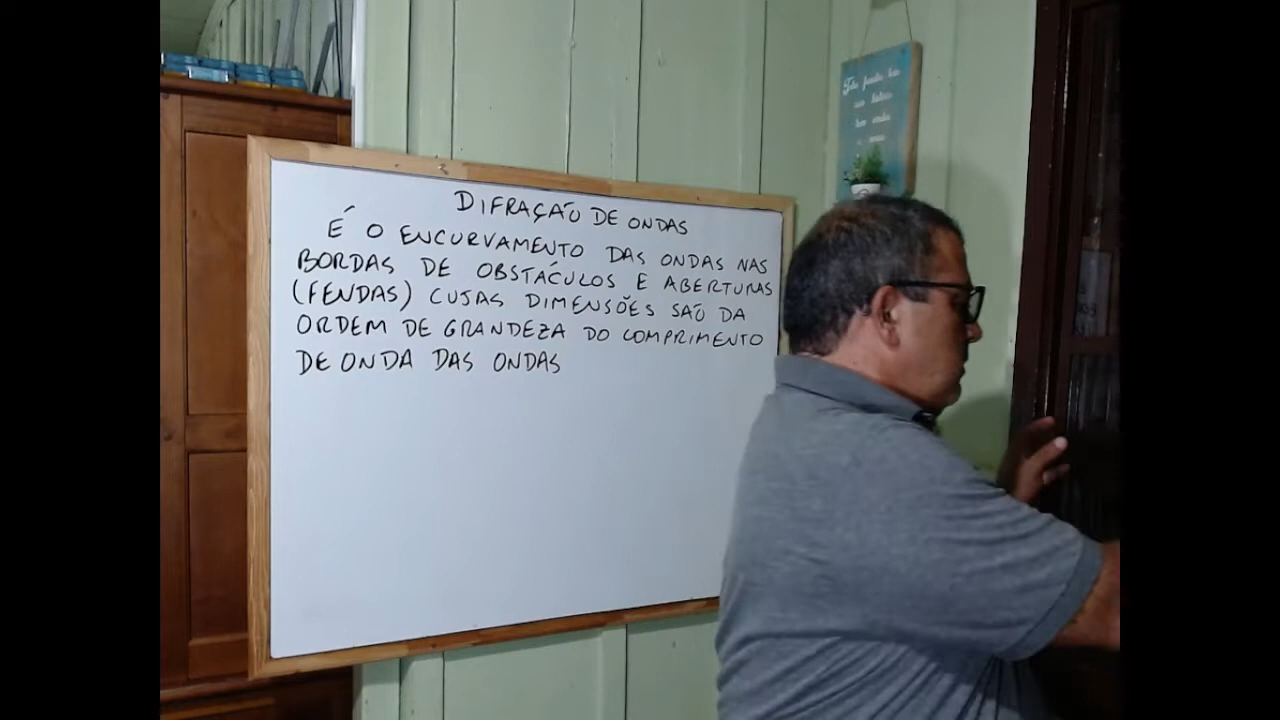 DIFRAÇÃO DE ONDAS
É O ENCURVAMENTO DAS ONDAS NAS
BORDAS DE OBSTÁCULOS E ABERTURAS
(FENDAS) CUJAS DIMENSÕES SÃO DA
ORDEM DE GRANDEZA DO COMPRIMENTO
DE ONDA DAS ONDAS